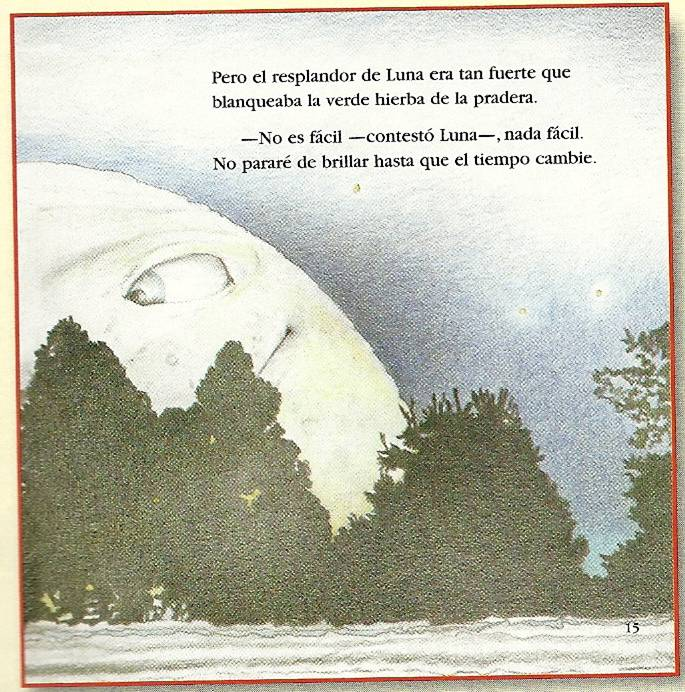 Pero el resplandor de Luna era tan fuerte que
blanqueaba la verde hierba de la pradera.
—No es fácil —contestó Luna—, nada fácil.
No pararé de brillar hasta que el tiempo cambie.
15